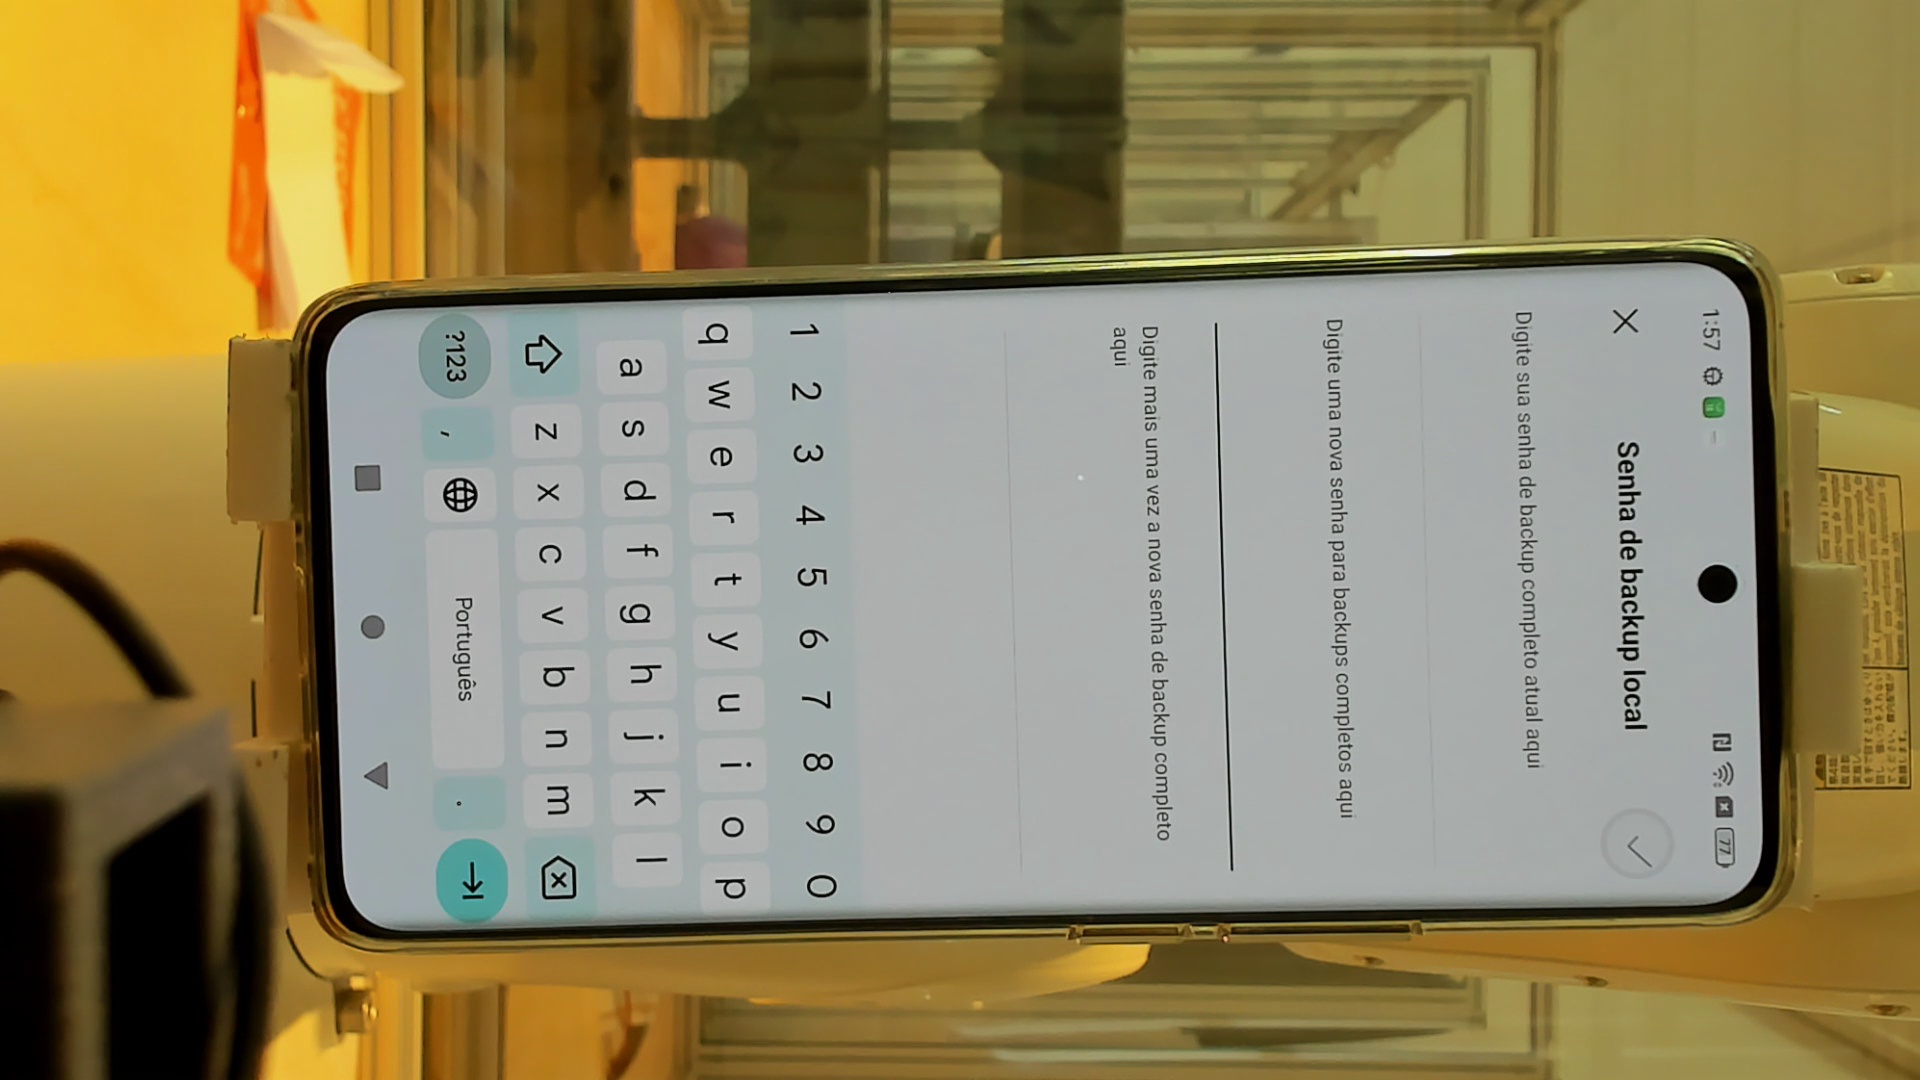 1:57
77
Senha de backup local
Digite sua senha de backup completo atual aqui
Digite uma nova senha para backups completos aqui
Digite mais uma vez a nova senha de backup completo
aqui
1 2 3 4 5 6 7 8 9 0
q w e r t y u i o p
a s d f g h j k l
z x c v b n m
?123 , Português .